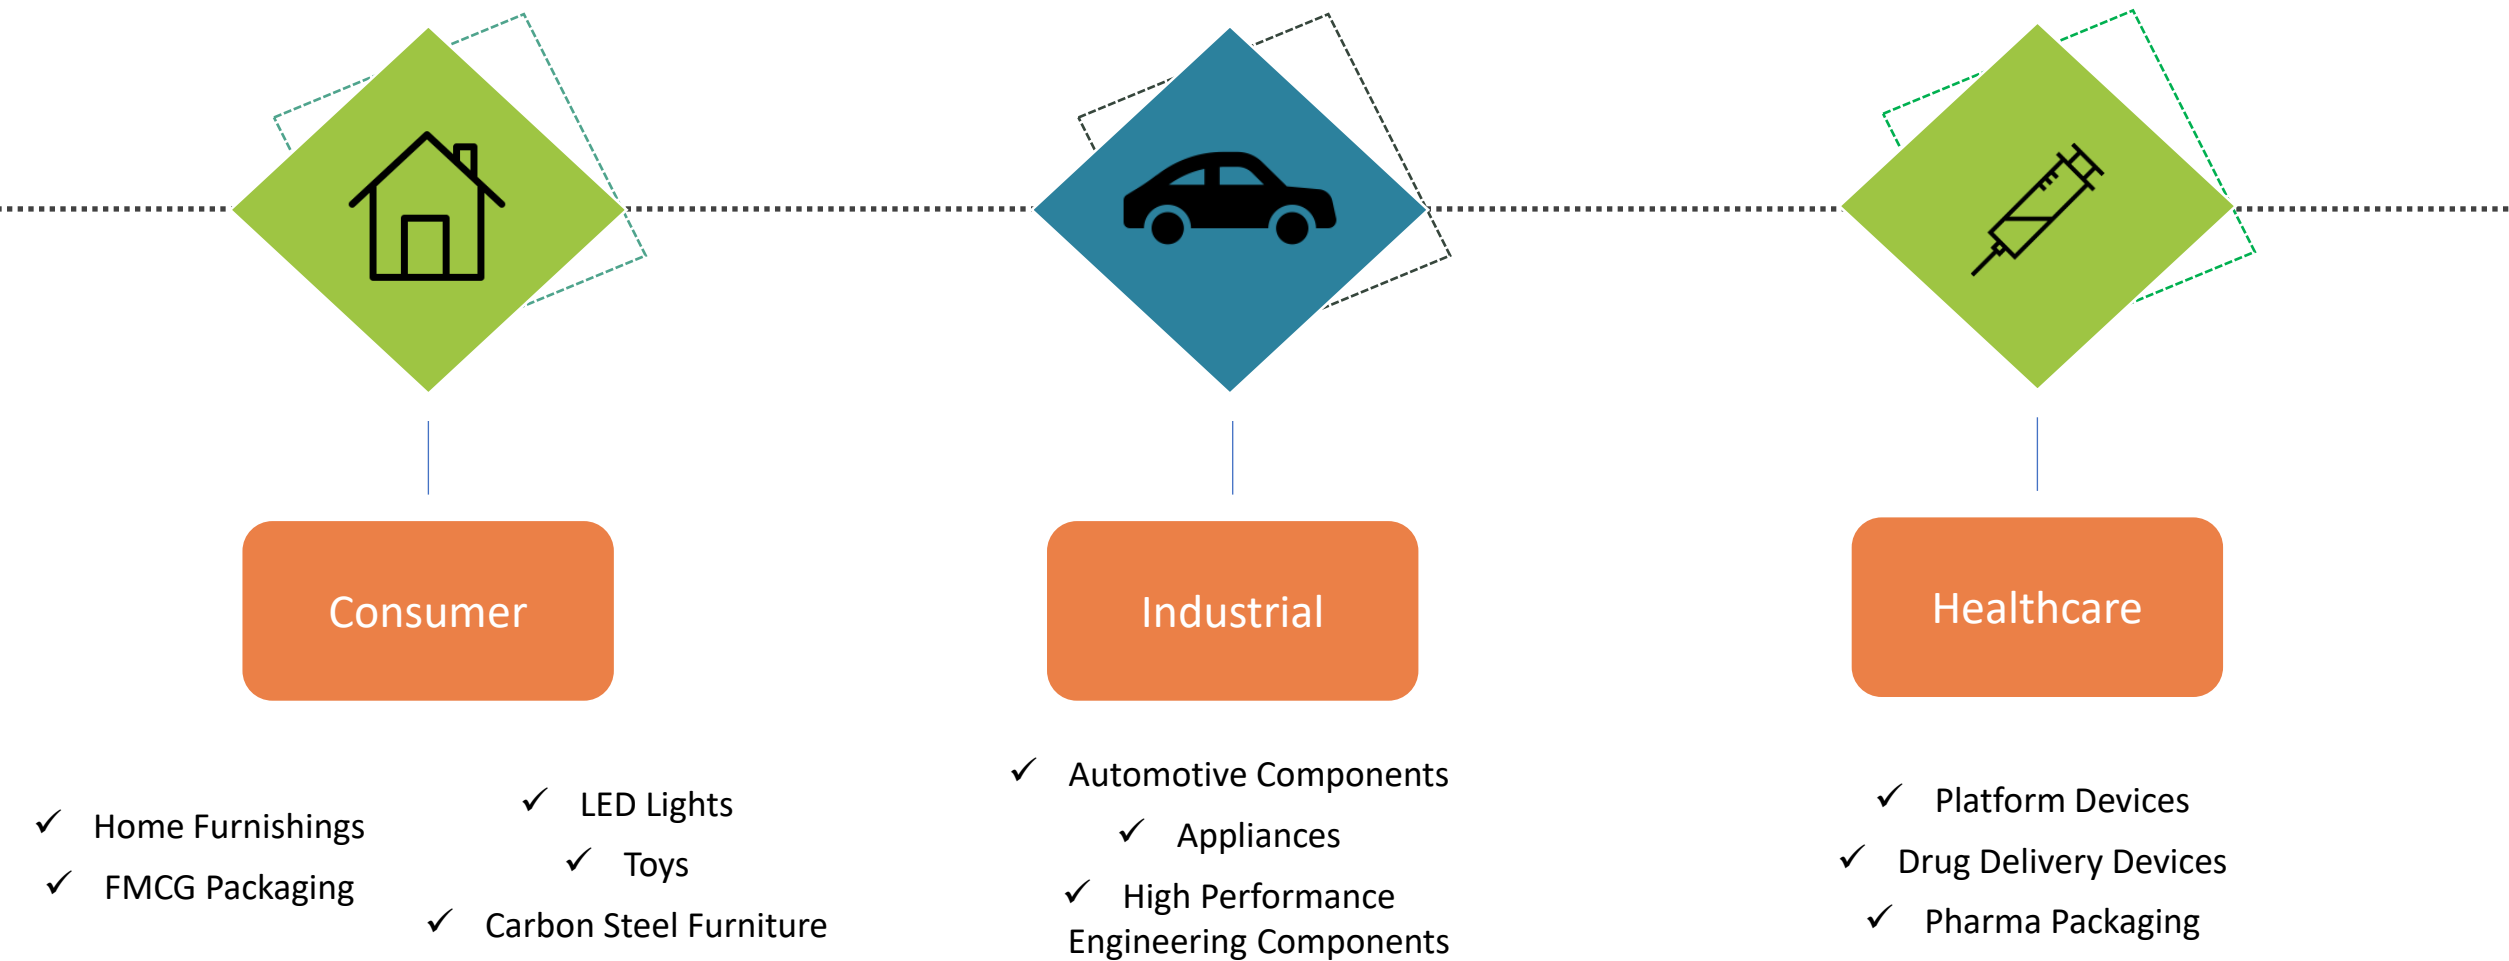 Consumer
Industrial
Healthcare
✓ Home Furnishings
✓ FMCG Packaging
✓ LED Lights
✓ Toys
✓ Carbon Steel Furniture
✓ Automotive Components
✓ Appliances
✓ High Performance
Engineering Components
✓ Platform Devices
✓ Drug Delivery Devices
✓ Pharma Packaging